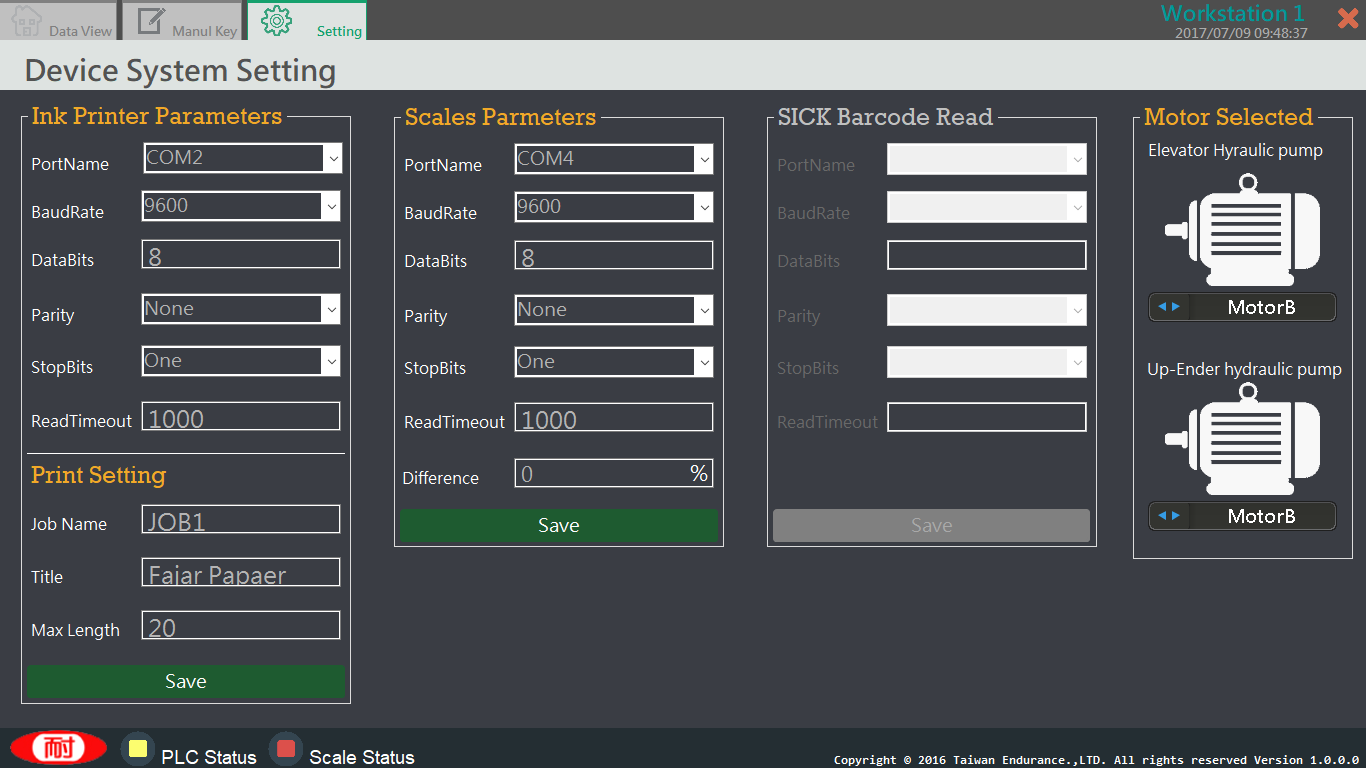 Data View
Manul Key
Setting
Workstation 1
2017/07/09 09:48:37
Device System Setting
Ink Printer Parameters
PortName COM2
BaudRate 9600
DataBits 8
Parity None
StopBits One
ReadTimeout 1000
Print Setting
Job Name JOB1
Title Fajar Papaer
Max Length 20
Save
Scales Parmeters
PortName COM4
BaudRate 9600
DataBits 8
Parity None
StopBits One
ReadTimeout 1000
Difference 0 %
Save
SICK Barcode Read
PortName
BaudRate
DataBits
Parity
StopBits
ReadTimeout
Save
Motor Selected
Elevator Hyraulic pump
MotorB
Up-Ender hydraulic pump
MotorB
耐
PLC Status
Scale Status
Copyright © 2016 Taiwan Endurance.,LTD. All rights reserved Version 1.0.0.0